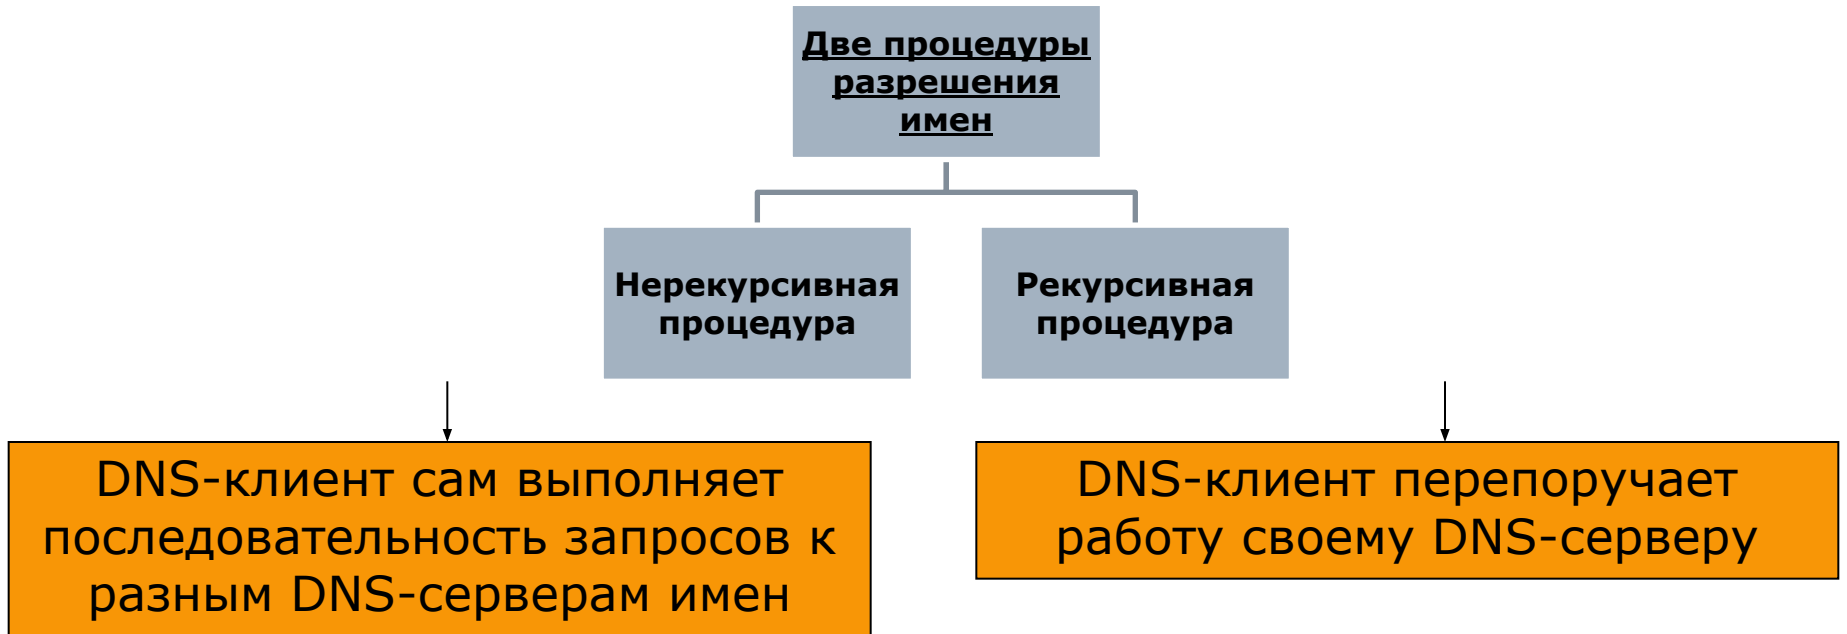 Две процедуры
разрешения
имен
Нерекурсивная
процедура
Рекурсивная
процедура
DNS-клиент сам выполняет
последовательность запросов к
разным DNS-серверам имен
DNS-клиент перепоручает
работу своему DNS-серверу